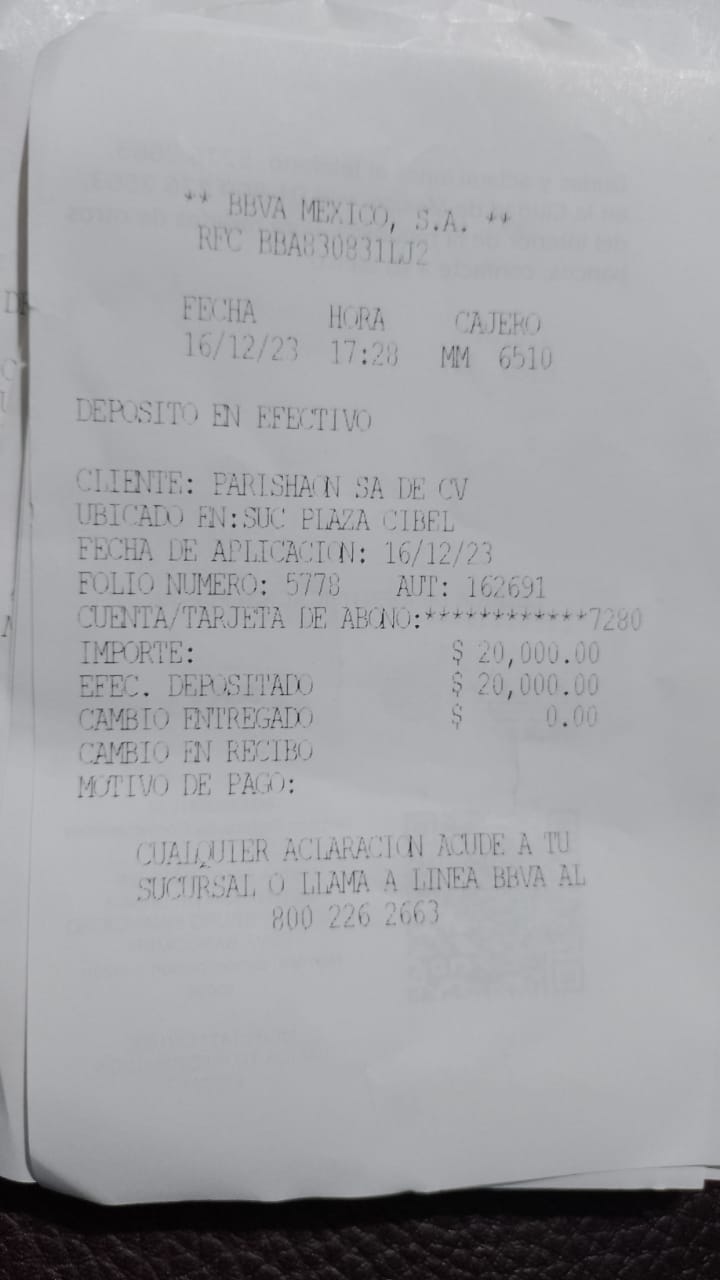 ** BBVA MEXICO, S.A. **
RFC BBA830831LJ2
FECHA HORA CAJERO
16/12/23 17:28 MM 6510
DEPOSITO EN EFECTIVO
CLIENTE: PARISHAON SA DE CV
UBICADO EN:SUC PLAZA CIBEL
FECHA DE APLICACION: 16/12/23
FOLIO NUMERO: 5778 AUT: 162691
CUENTA/TARJETA DE ABONO:************7280
IMPORTE: $ 20,000.00
EFEC. DEPOSITADO $ 20,000.00
CAMBIO ENTREGADO $ 0.00
CAMBIO EN RECIBO
MOTIVO DE PAGO:
CUALQUIER ACLARACION ACUDE A TU
SUCURSAL O LLAMA A LINEA BBVA AL
800 226 2663